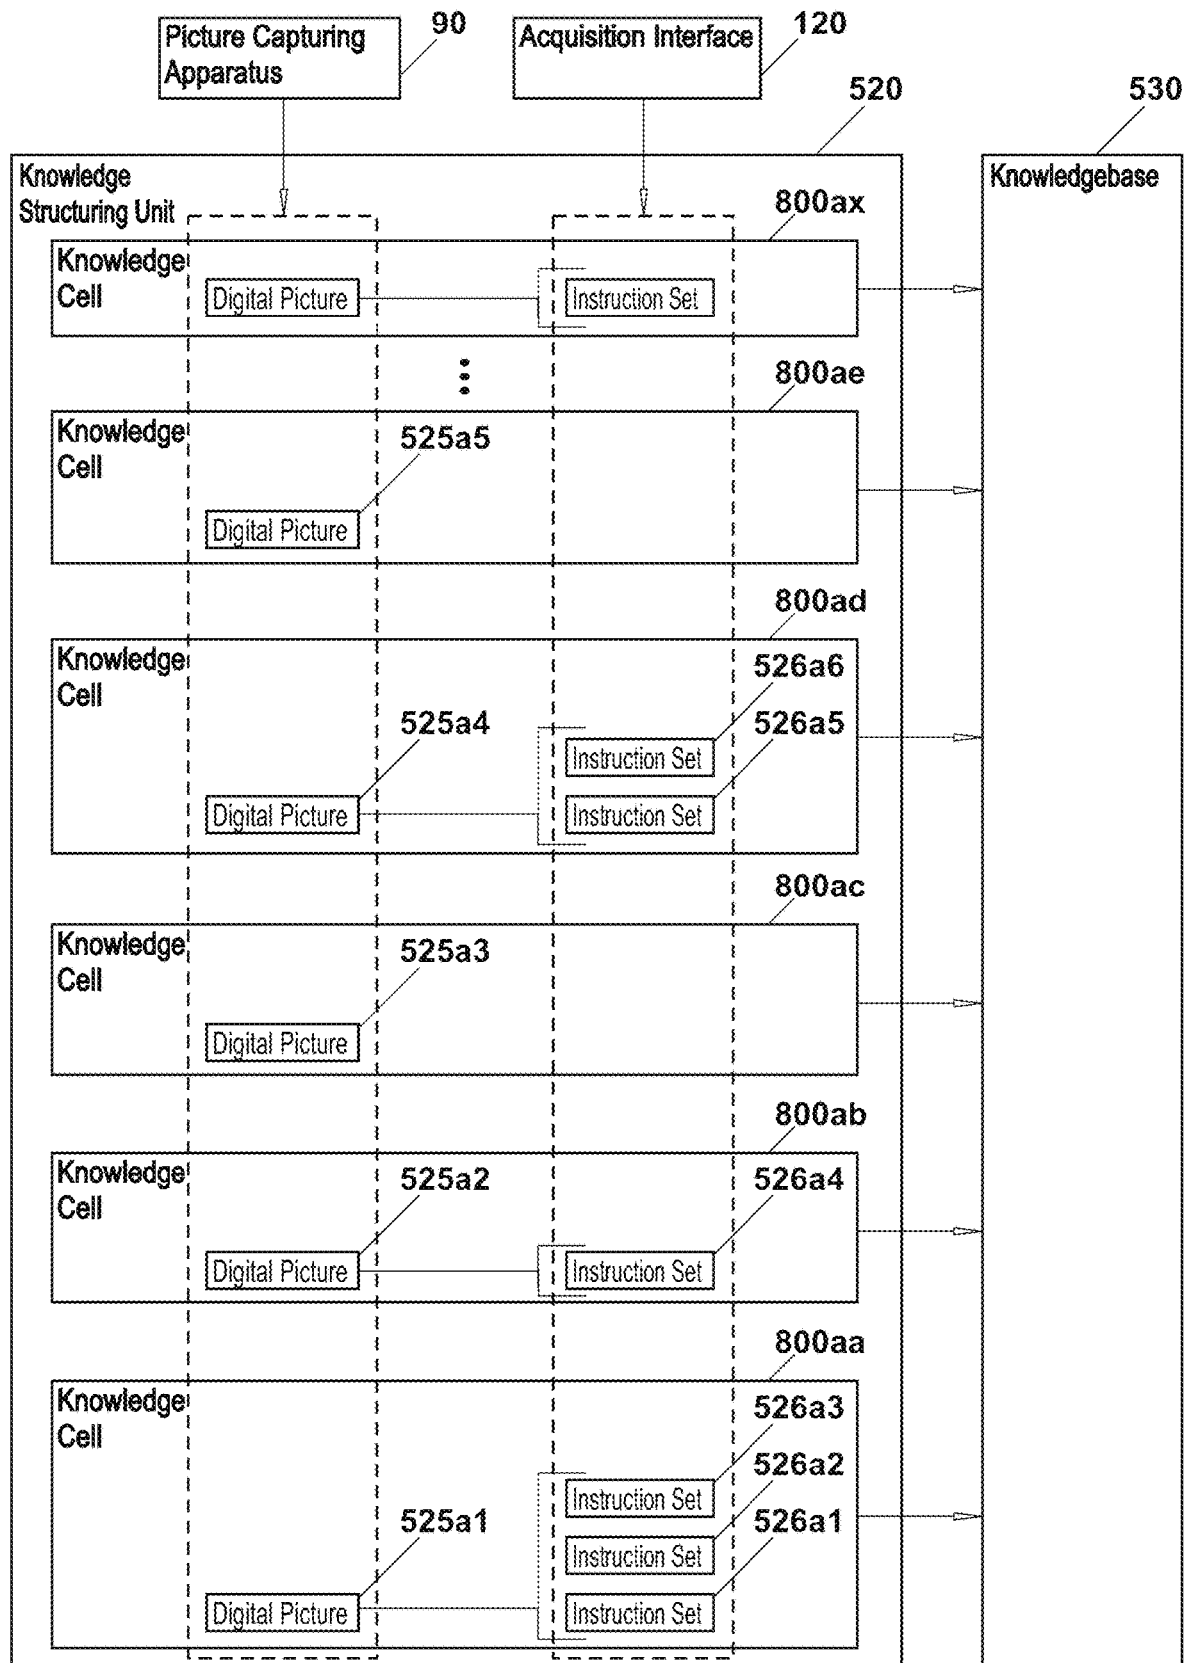 Picture Capturing
Apparatus
90
Acquisition Interface
120
520
530
Knowledge
Structuring Unit
Knowledgebase
800ax
Knowledge
Cell
Digital Picture
Instruction Set
800ae
Knowledge
Cell
525a5
Digital Picture
800ad
Knowledge
Cell
526a6
525a4
526a5
Instruction Set
Digital Picture
Instruction Set
800ac
Knowledge
Cell
525a3
Digital Picture
800ab
Knowledge
Cell
525a2
526a4
Digital Picture
Instruction Set
800aa
Knowledge
Cell
526a3
526a2
Instruction Set
525a1
526a1
Instruction Set
Digital Picture
Instruction Set